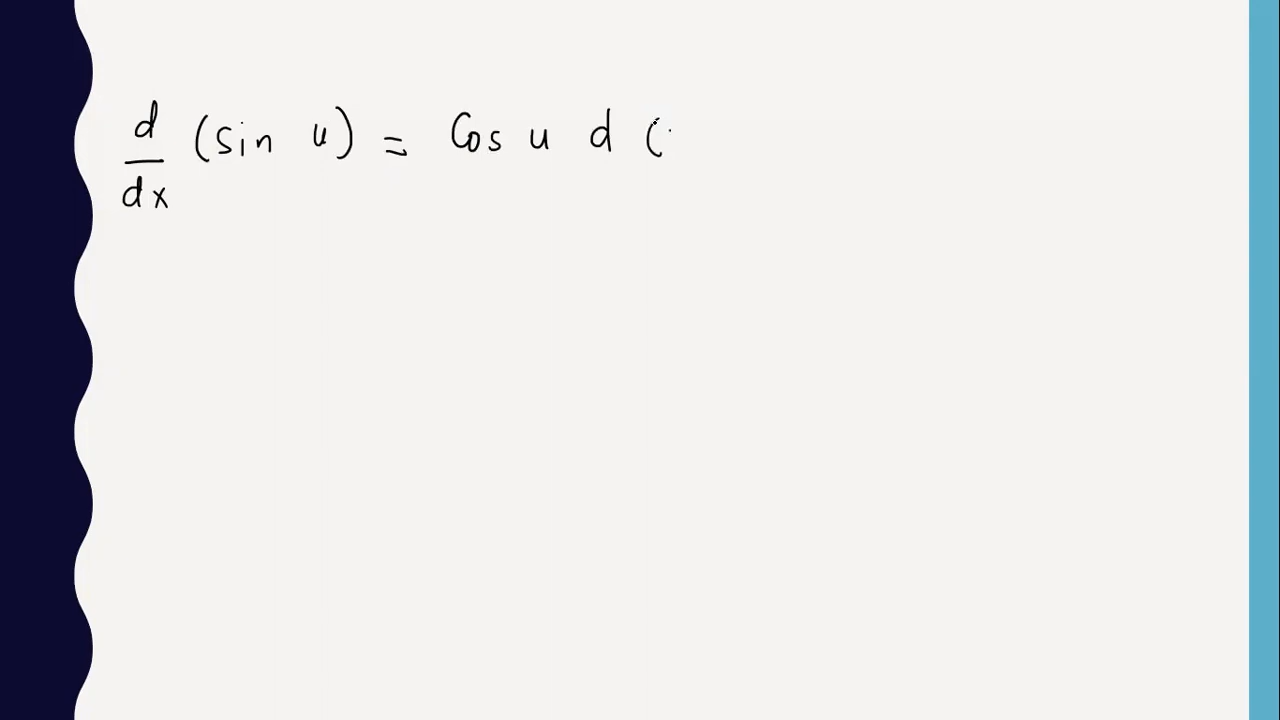 d/dx (sin u) = Cos u d (